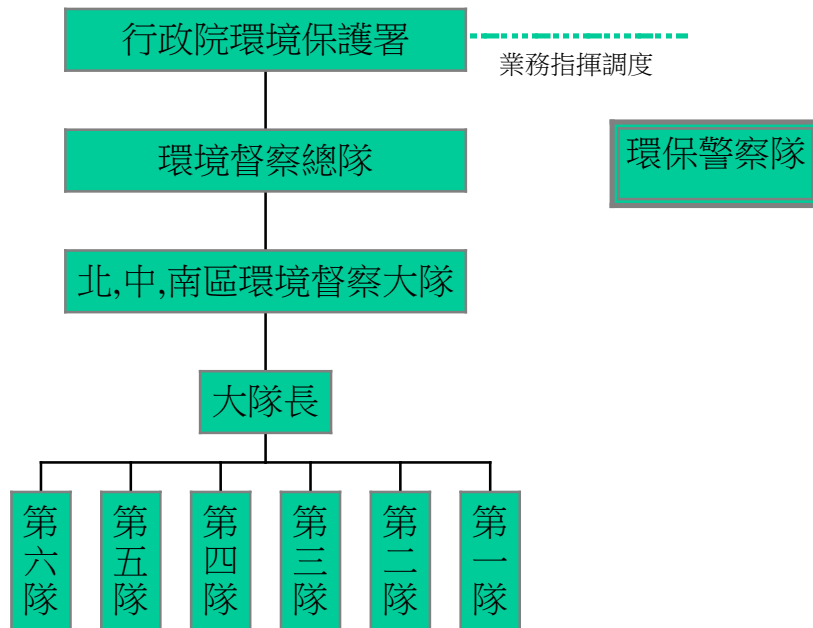 行政院環境保護署
業務指揮調度
環境督察總隊
環保警察隊
北,中,南區環境督察大隊
大隊長
第六隊
第五隊
第四隊
第三隊
第二隊
第一隊